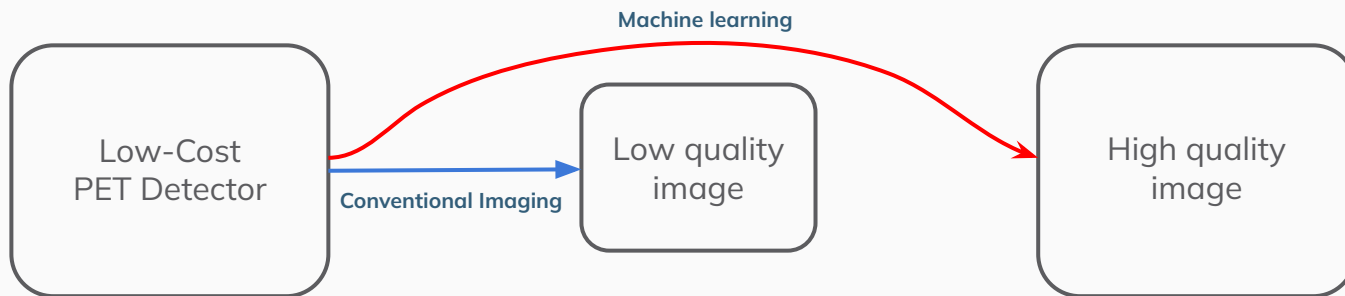 Machine learning
Low-Cost
PET Detector
Conventional Imaging
Low quality
image
High quality
image